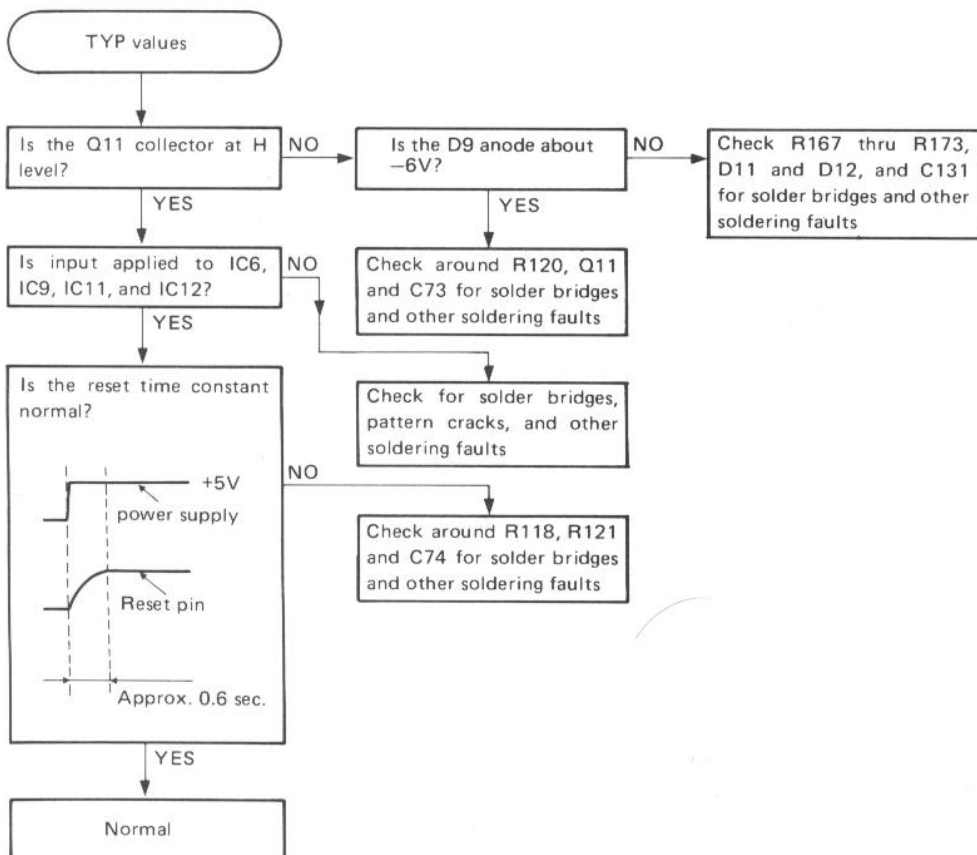 TYP values
Is the Q11 collector at H
level?
NO
Is the D9 anode about
−6V?
NO
Check R167 thru R173,
D11 and D12, and C131
for solder bridges and other
soldering faults
YES
YES
Is input applied to IC6,
IC9, IC11, and IC12?
NO
Check around R120, Q11
and C73 for solder bridges
and other soldering faults
YES
Is the reset time constant
normal?
Check for solder bridges,
pattern cracks, and other
soldering faults
NO
+5V
power supply
Check around R118, R121
and C74 for solder bridges
and other soldering faults
Reset pin
Approx. 0.6 sec.
YES
Normal